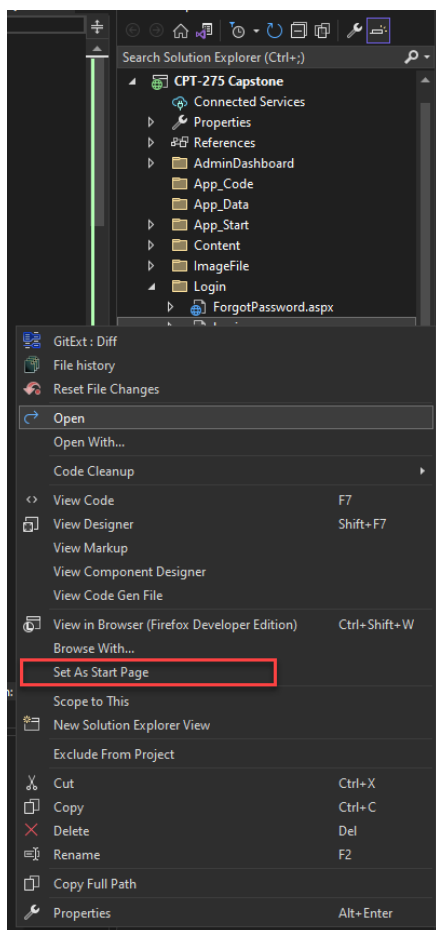 Search Solution Explorer (Ctrl+;)
CPT-275 Capstone
Connected Services
Properties
References
AdminDashboard
App_Code
App_Data
App_Start
Content
ImageFile
Login
ForgotPassword.aspx
GitExt : Diff
File history
Reset File Changes
Open
Open With...
Code Cleanup
View Code F7
View Designer Shift+F7
View Markup
View Component Designer
View Code Gen File
View in Browser (Firefox Developer Edition) Ctrl+Shift+W
Browse With...
Set As Start Page
Scope to This
New Solution Explorer View
Exclude From Project
Cut Ctrl+X
Copy Ctrl+C
Delete Del
Rename F2
Copy Full Path
Properties Alt+Enter